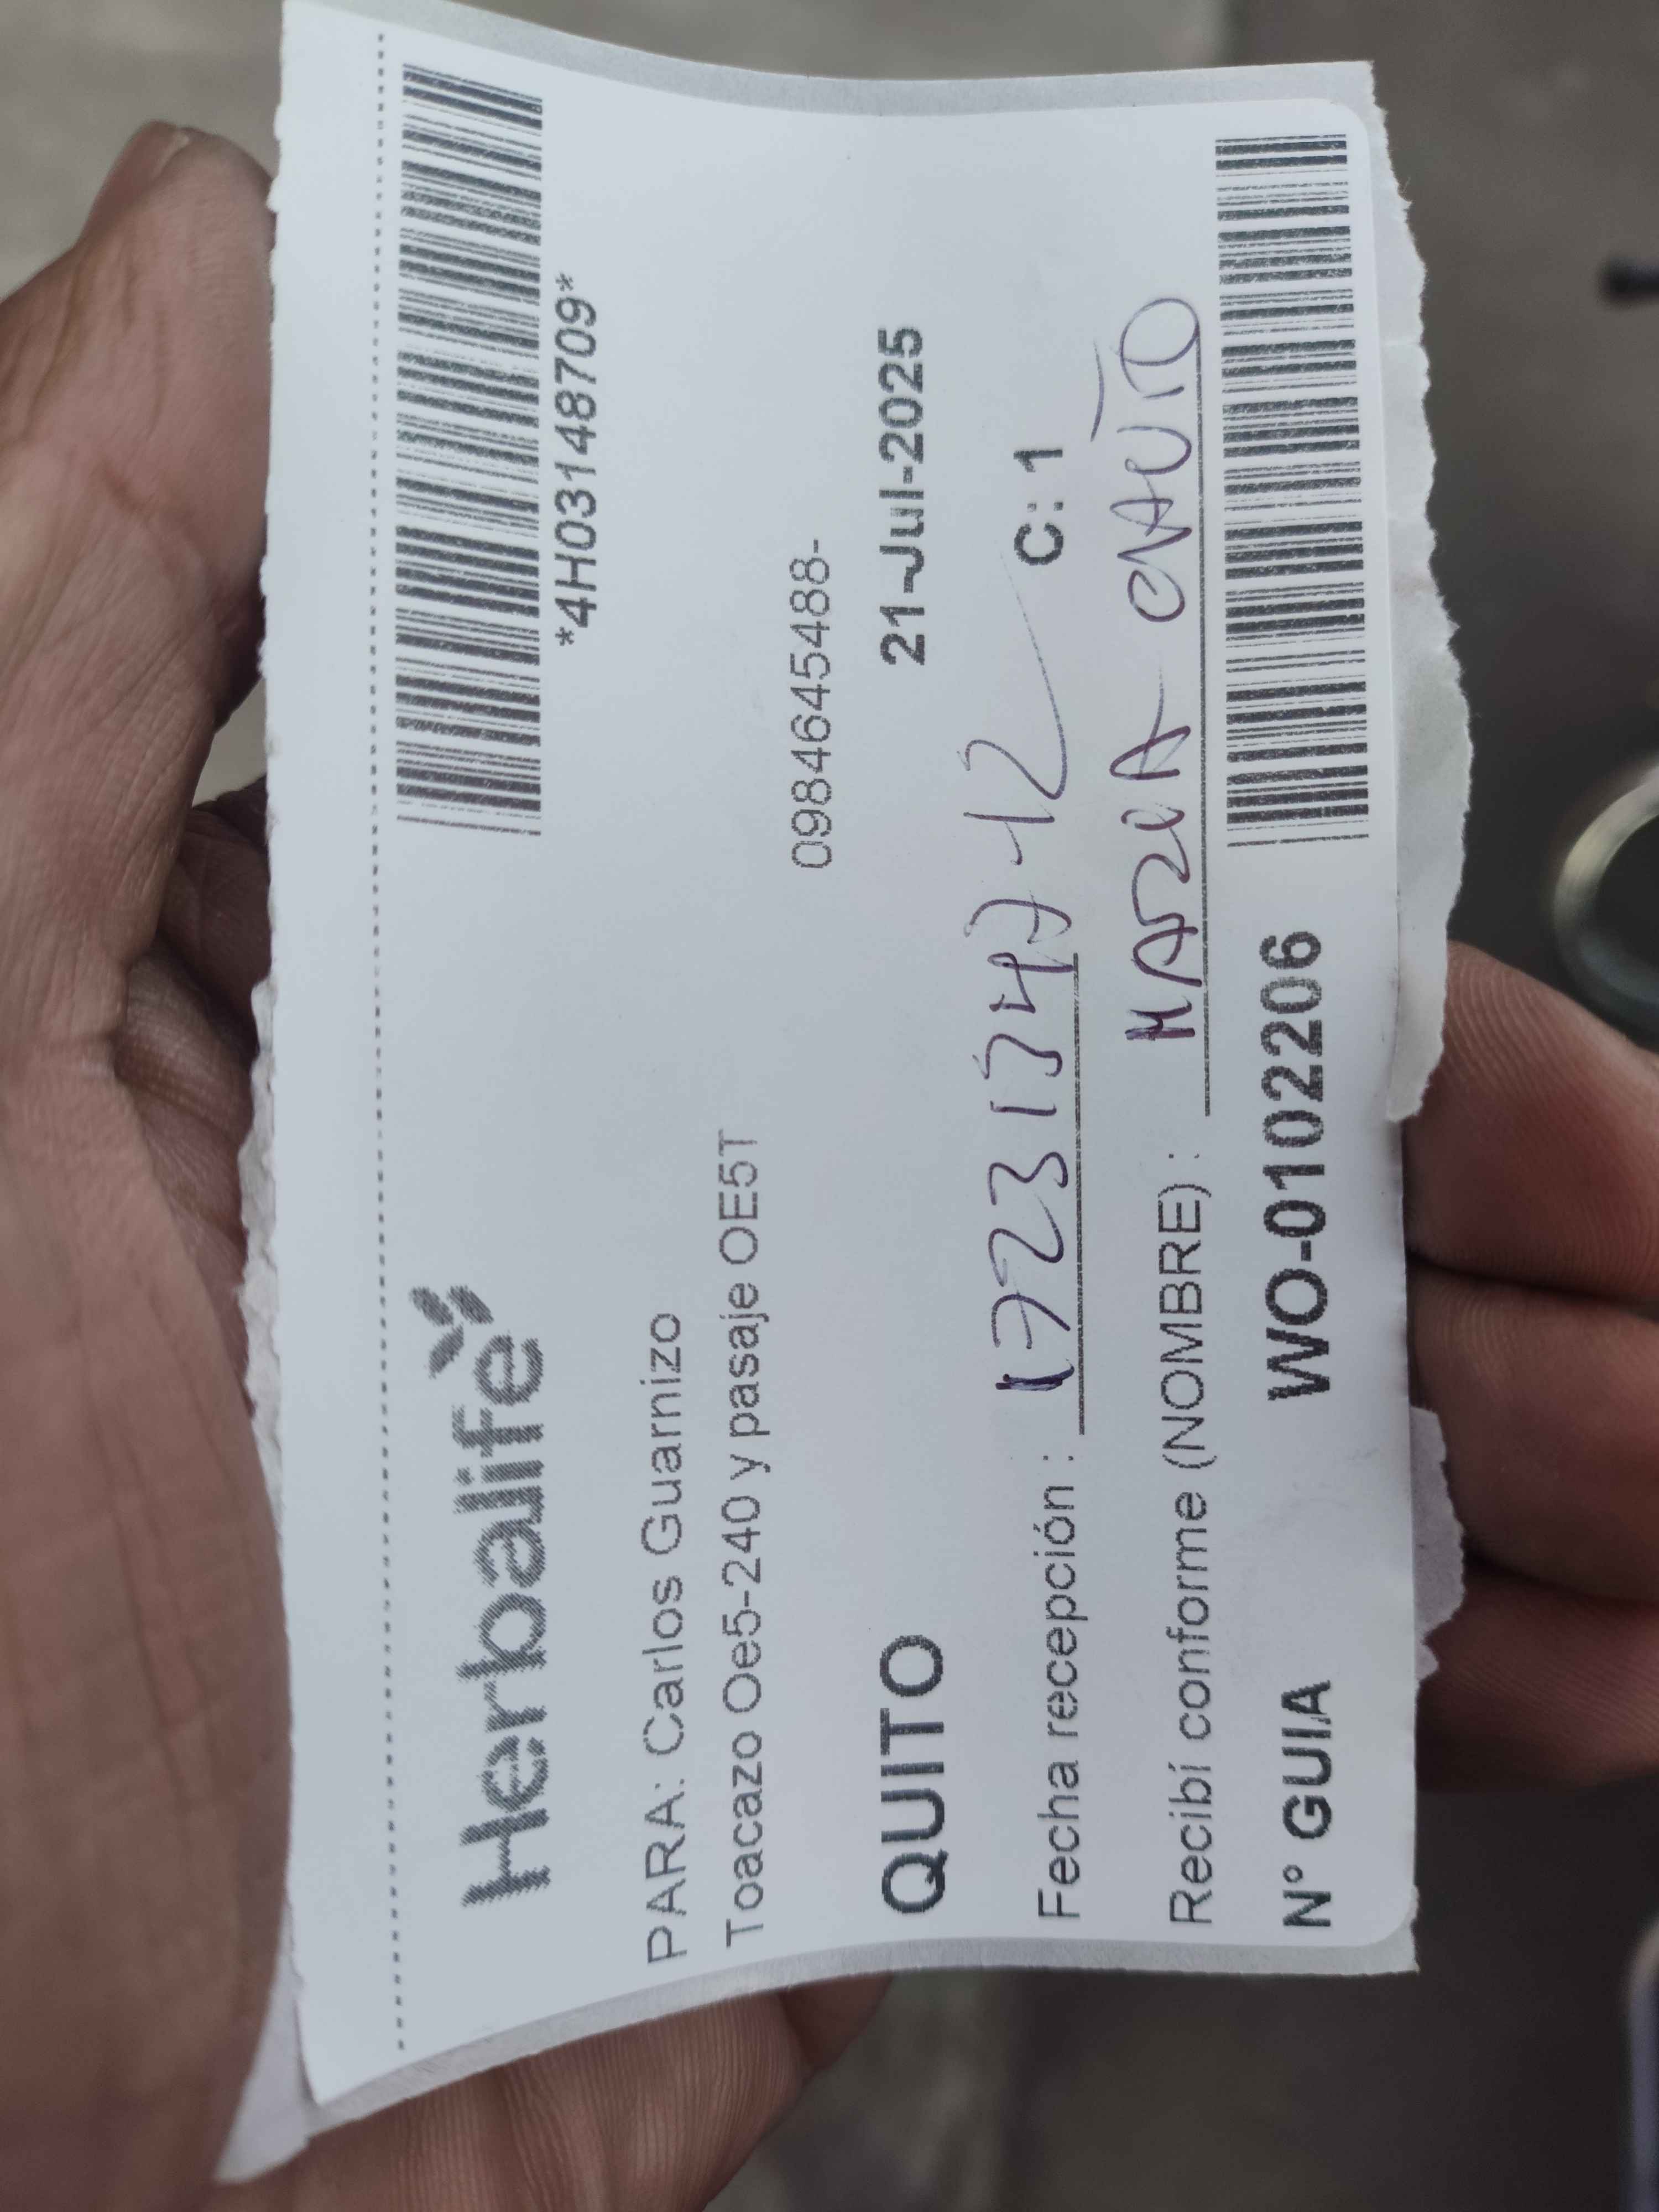 Herbalife
*4H03148709*
PARA: Carlos Guarnizo
Toacazo Oe5-240 y pasaje OE5T
0984645488-
QUITO 21-Jul-2025
Fecha recepción : C: 1
Recibí conforme (NOMBRE) :
N° GUIA WO-0102206